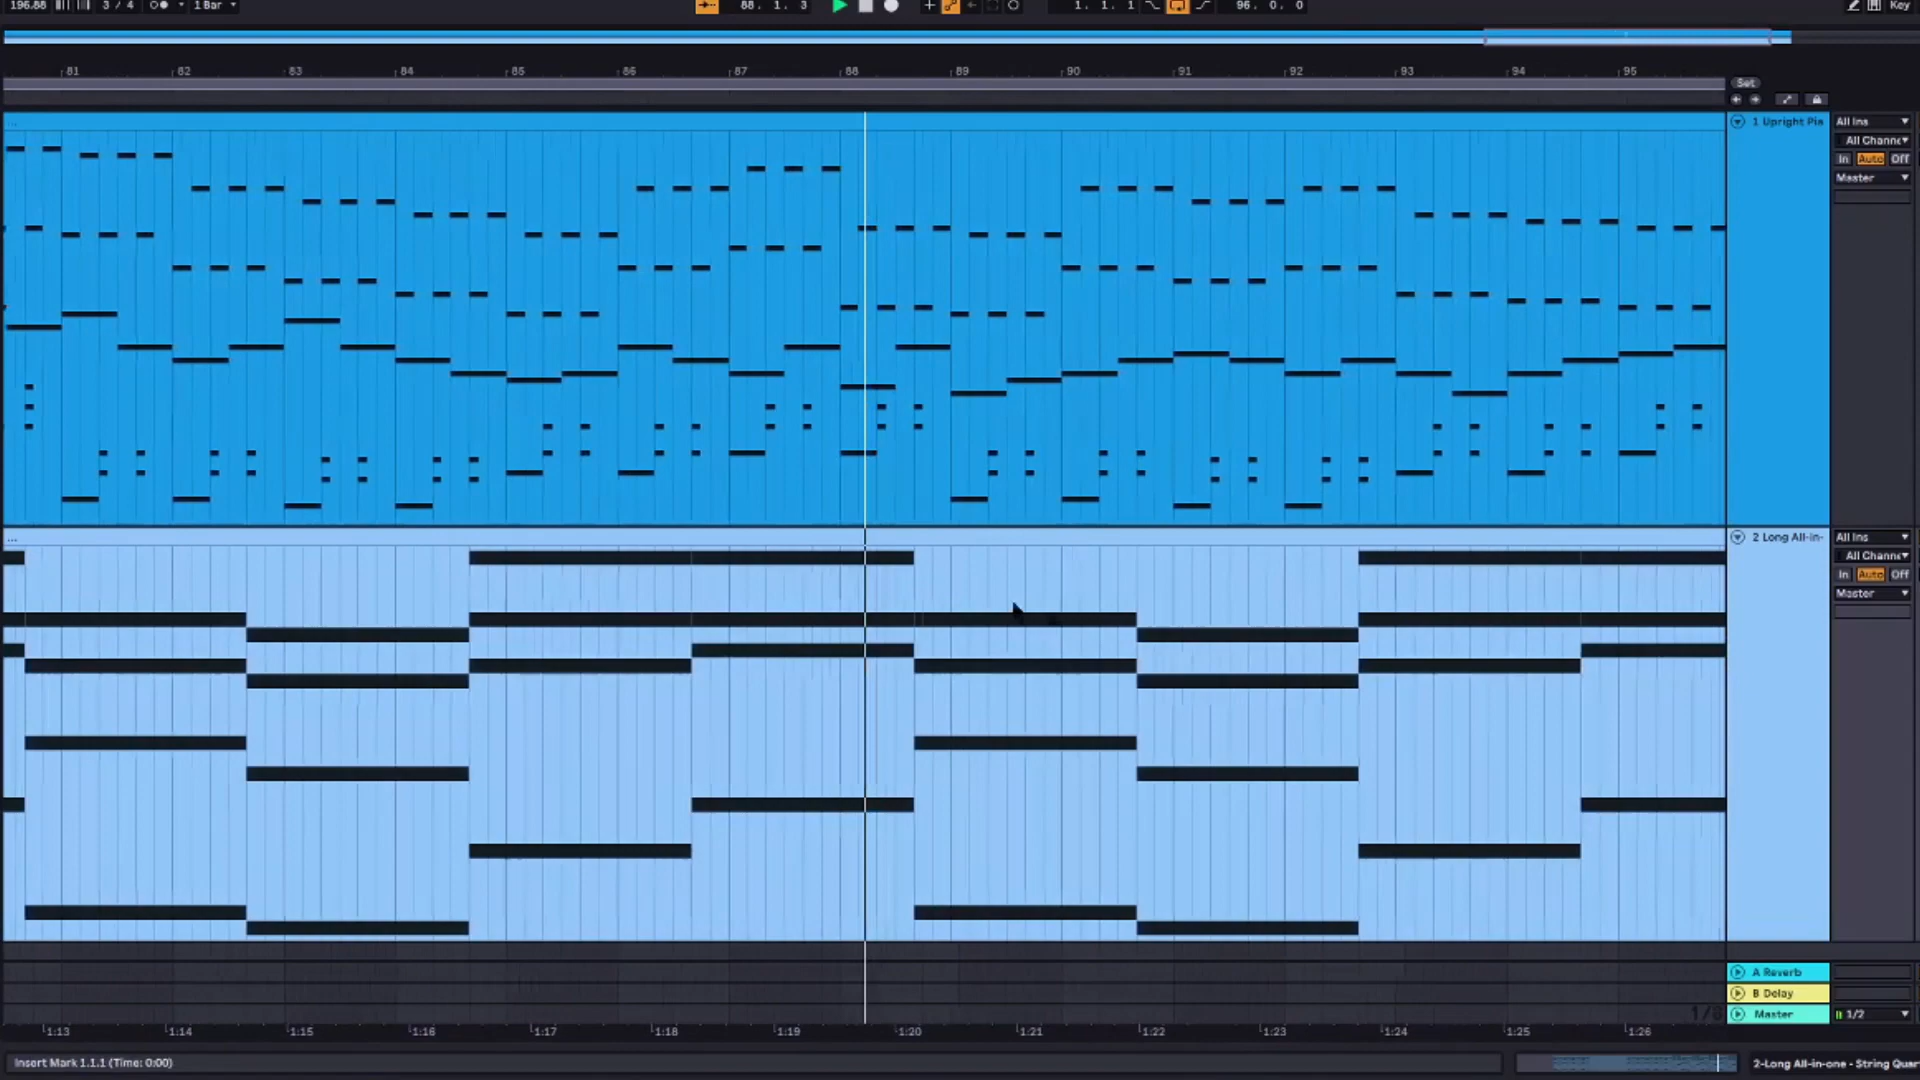 196.88 3 / 4 1 Bar 88. 1. 3 1. 1. 1 96. 0. 0 Key
81 82 83 84 85 86 87 88 89 90 91 92 93 94 95
Set
... 1 Upright Pia All Ins
All Channe
In Auto Off
Master
... 2 Long All-in- All Ins
All Channe
In Auto Off
Master
A Reverb
B Delay
1/8 Master 1/2
1:13 1:14 1:15 1:16 1:17 1:18 1:19 1:20 1:21 1:22 1:23 1:24 1:25 1:26
Insert Mark 1.1.1 (Time: 0:00) 2-Long All-in-one - String Quar